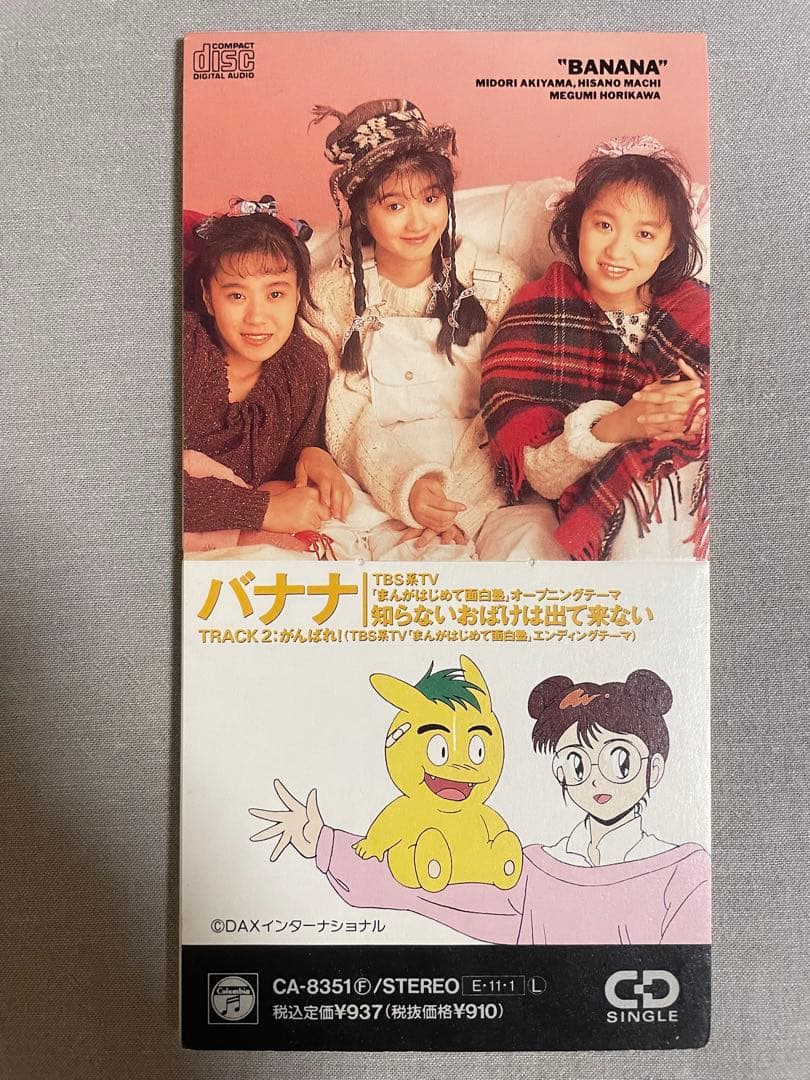 COMPACT
disc
DIGITAL AUDIO
"BANANA"
MIDORI AKIYAMA, HISANO MACHI
MEGUMI HORIKAWA
バナナ
TBS系TV
「まんがはじめて面白塾」オープニングテーマ
知らないおばけは出て来ない
TRACK 2:がんばれ!(TBS系TV「まんがはじめて面白塾」エンディングテーマ)
©DAXインターナショナル
Columbia
CA-8351Ⓕ/STEREO E・11・1 Ⓛ
税込定価¥937(税抜価格¥910)
CD
SINGLE